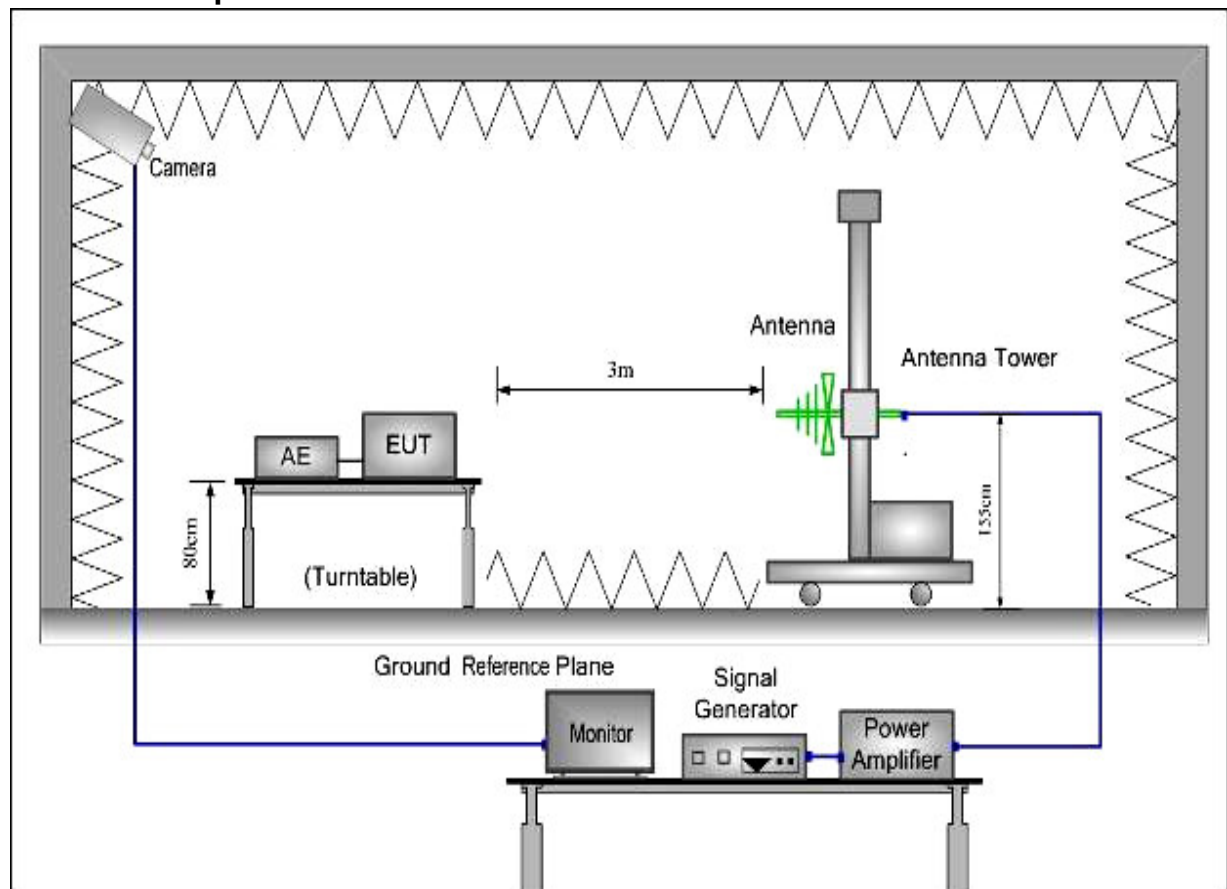 Camera
Antenna
Antenna Tower
3m
AE
EUT
80cm
155cm
(Turntable)
Ground Reference Plane
Signal
Generator
Monitor
Power
Amplifier